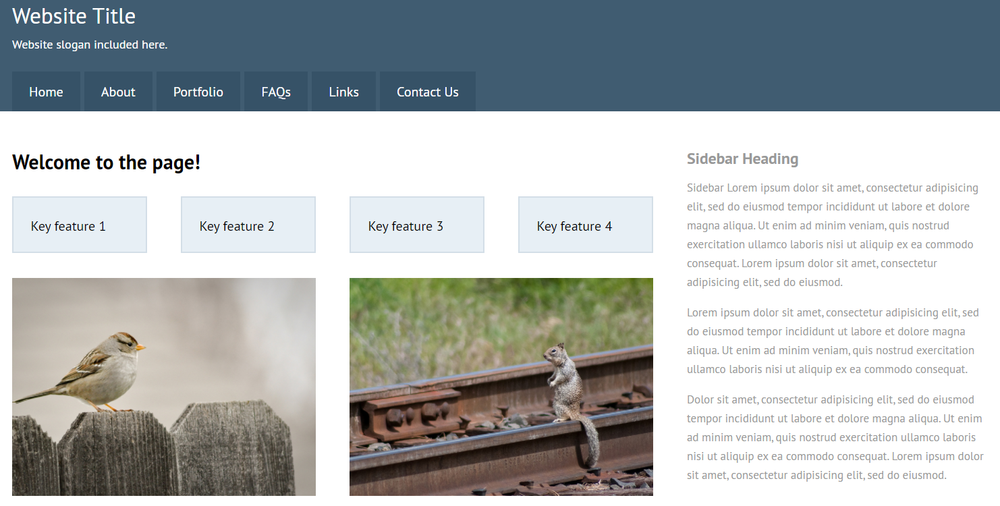 Website Title
Website slogan included here.
Home About Portfolio FAQs Links Contact Us
Welcome to the page!
Key feature 1 Key feature 2 Key feature 3 Key feature 4
Sidebar Heading
Sidebar Lorem ipsum dolor sit amet, consectetur adipisicing
elit, sed do eiusmod tempor incididunt ut labore et dolore
magna aliqua. Ut enim ad minim veniam, quis nostrud
exercitation ullamco laboris nisi ut aliquip ex ea commodo
consequat. Lorem ipsum dolor sit amet, consectetur
adipisicing elit, sed do eiusmod.
Lorem ipsum dolor sit amet, consectetur adipisicing elit, sed
do eiusmod tempor incididunt ut labore et dolore magna
aliqua. Ut enim ad minim veniam, quis nostrud exercitation
ullamco laboris nisi ut aliquip ex ea commodo consequat.
Dolor sit amet, consectetur adipisicing elit, sed do eiusmod
tempor incididunt ut labore et dolore magna aliqua. Ut enim
ad minim veniam, quis nostrud exercitation ullamco laboris
nisi ut aliquip ex ea commodo consequat. Lorem ipsum dolor
sit amet, consectetur adipisicing elit, sed do eiusmod.